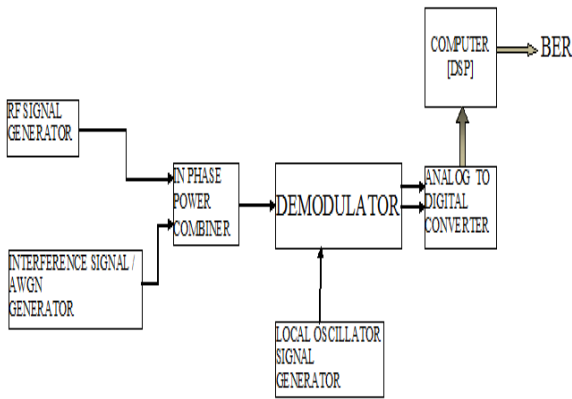 COMPUTER
[DSP]
BER
RF SIGNAL
GENERATOR
IN PHASE
POWER
COMBINER
DEMODULATOR
ANALOG TO
DIGITAL
CONVERTER
INTERFERENCE SIGNAL /
AWGN
GENERATOR
LOCAL OSCILLATOR
SIGNAL
GENERATOR